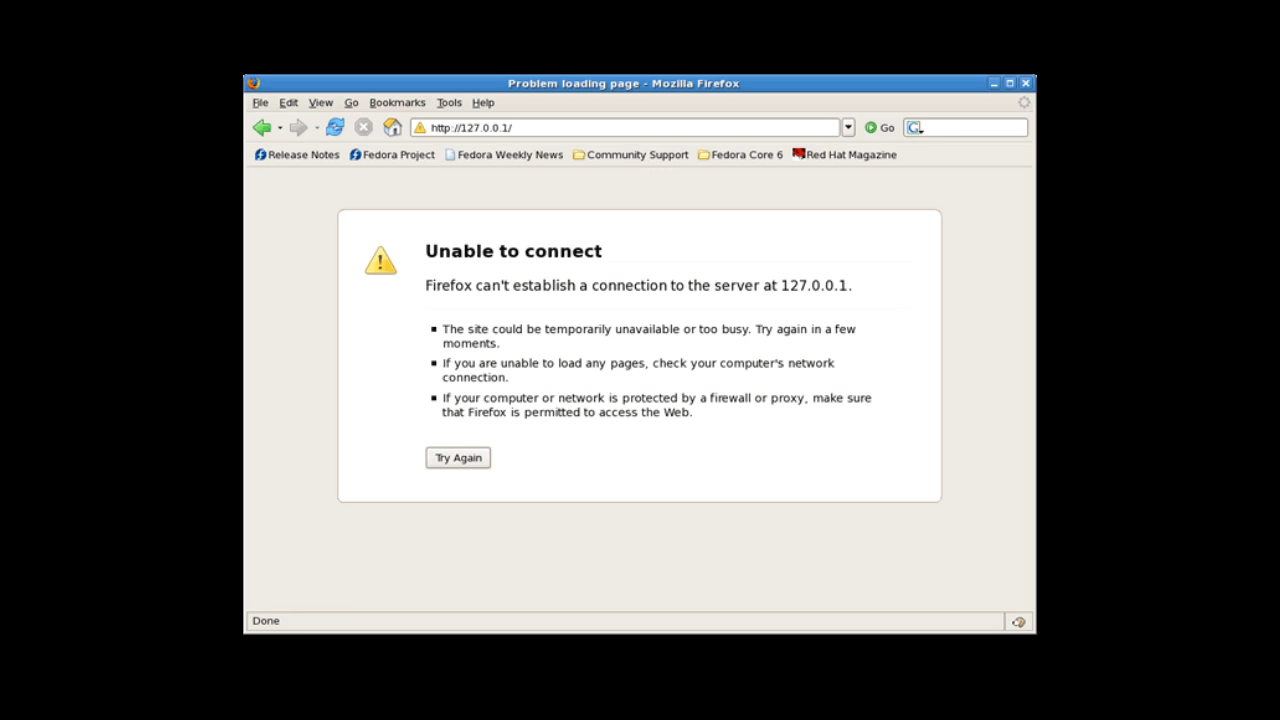 Problem loading page - Mozilla Firefox
File Edit View Go Bookmarks Tools Help
http://127.0.0.1/ Go
Release Notes Fedora Project Fedora Weekly News Community Support Fedora Core 6 Red Hat Magazine
Unable to connect
Firefox can't establish a connection to the server at 127.0.0.1.
The site could be temporarily unavailable or too busy. Try again in a few
moments.
If you are unable to load any pages, check your computer's network
connection.
If your computer or network is protected by a firewall or proxy, make sure
that Firefox is permitted to access the Web.
Try Again
Done